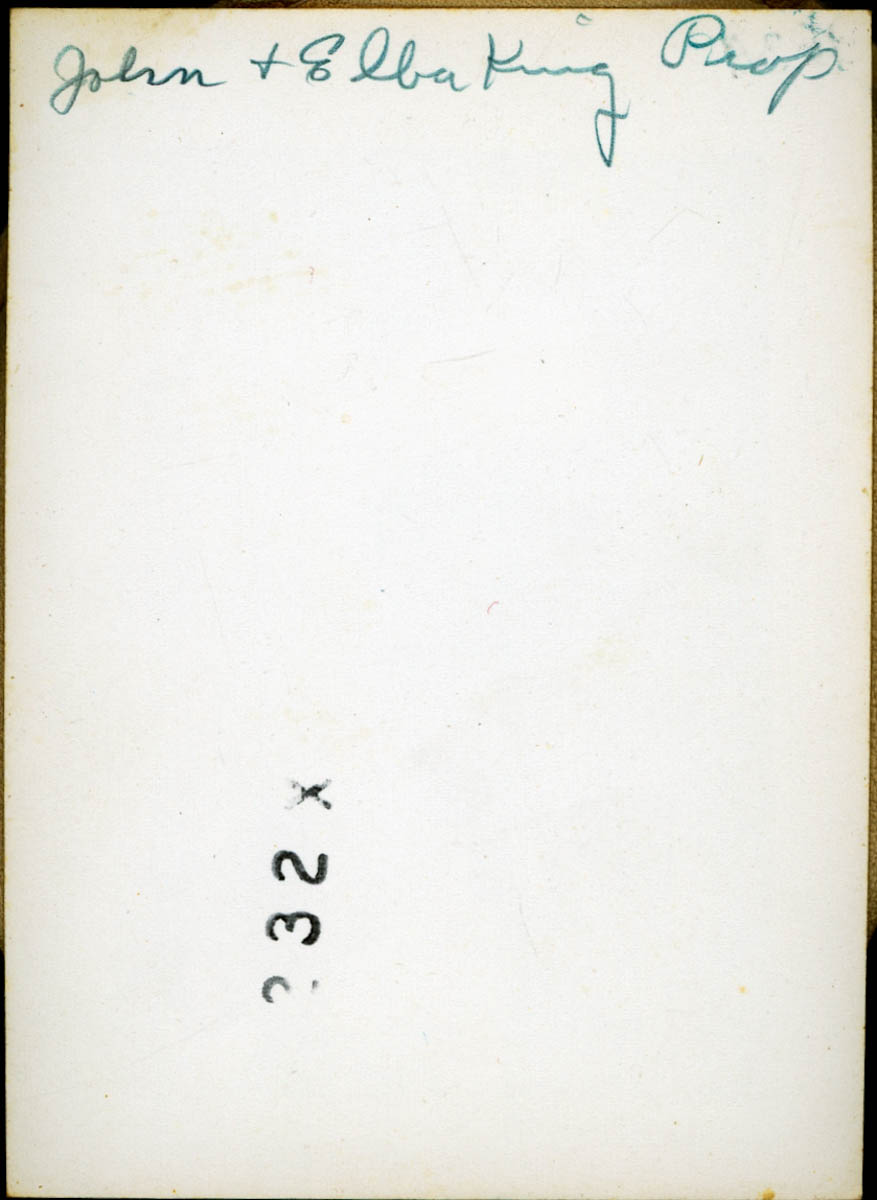 John + Elba King Prop
232 X